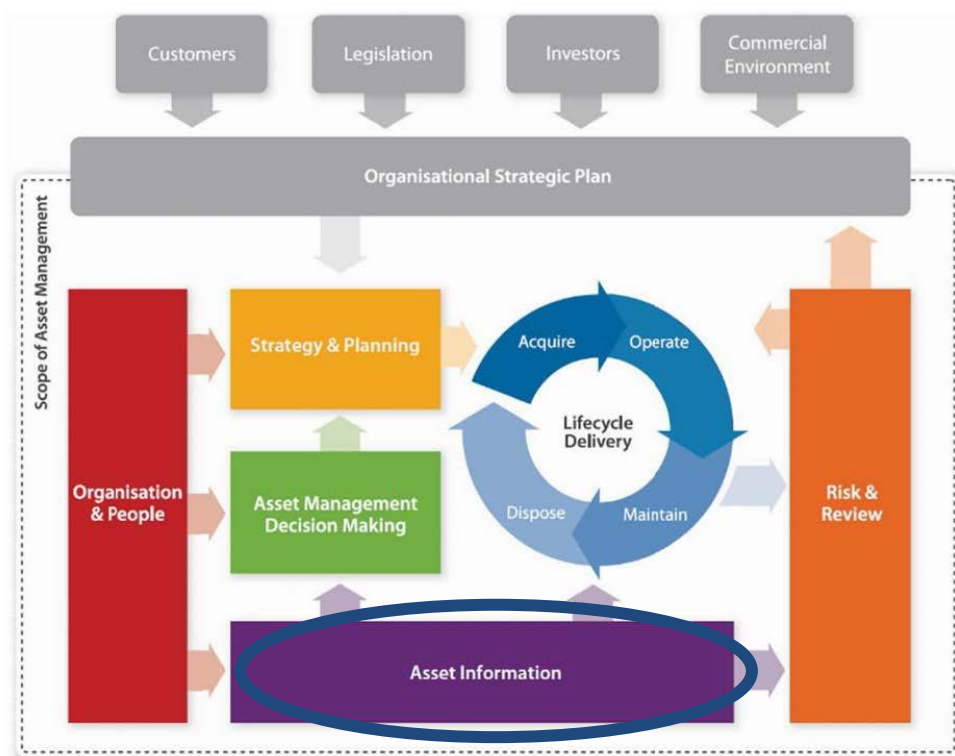 Customers
Legislation
Investors
Commercial
Environment
Organisational Strategic Plan
Scope of Asset Management
Organisation
& People
Strategy & Planning
Asset Management
Decision Making
Acquire
Operate
Lifecycle
Delivery
Dispose
Maintain
Risk &
Review
Asset Information